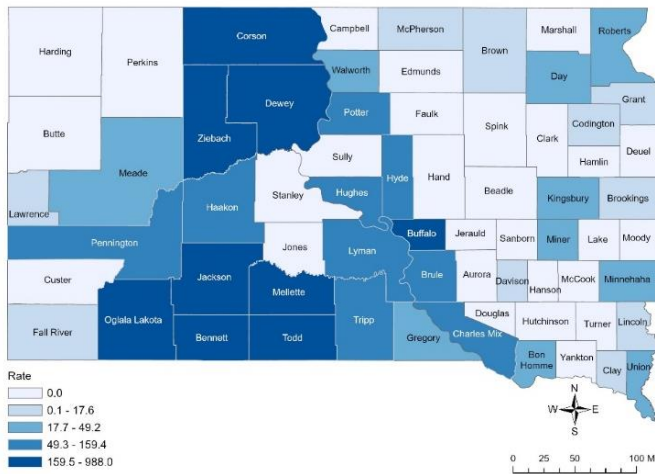 Harding
Perkins
Corson
Campbell
McPherson
Brown
Marshall
Roberts
Walworth
Edmunds
Day
Dewey
Grant
Butte
Ziebach
Potter
Faulk
Spink
Codington
Clark
Hamlin
Deuel
Meade
Sully
Stanley
Hughes
Hyde
Hand
Beadle
Kingsbury
Brookings
Lawrence
Haakon
Pennington
Lyman
Buffalo
Jerauld
Sanborn
Miner
Lake
Moody
Jones
Custer
Jackson
Brule
Aurora
Davison
Hanson
McCook
Minnehaha
Mellette
Fall River
Oglala Lakota
Bennett
Todd
Tripp
Gregory
Charles Mix
Douglas
Hutchinson
Turner
Lincoln
Bon
Homme
Yankton
Clay
Union
Rate
0.0
0.1 - 17.6
17.7 - 49.2
49.3 - 159.4
159.5 - 988.0
N
W E
S
0 25 50 100 M